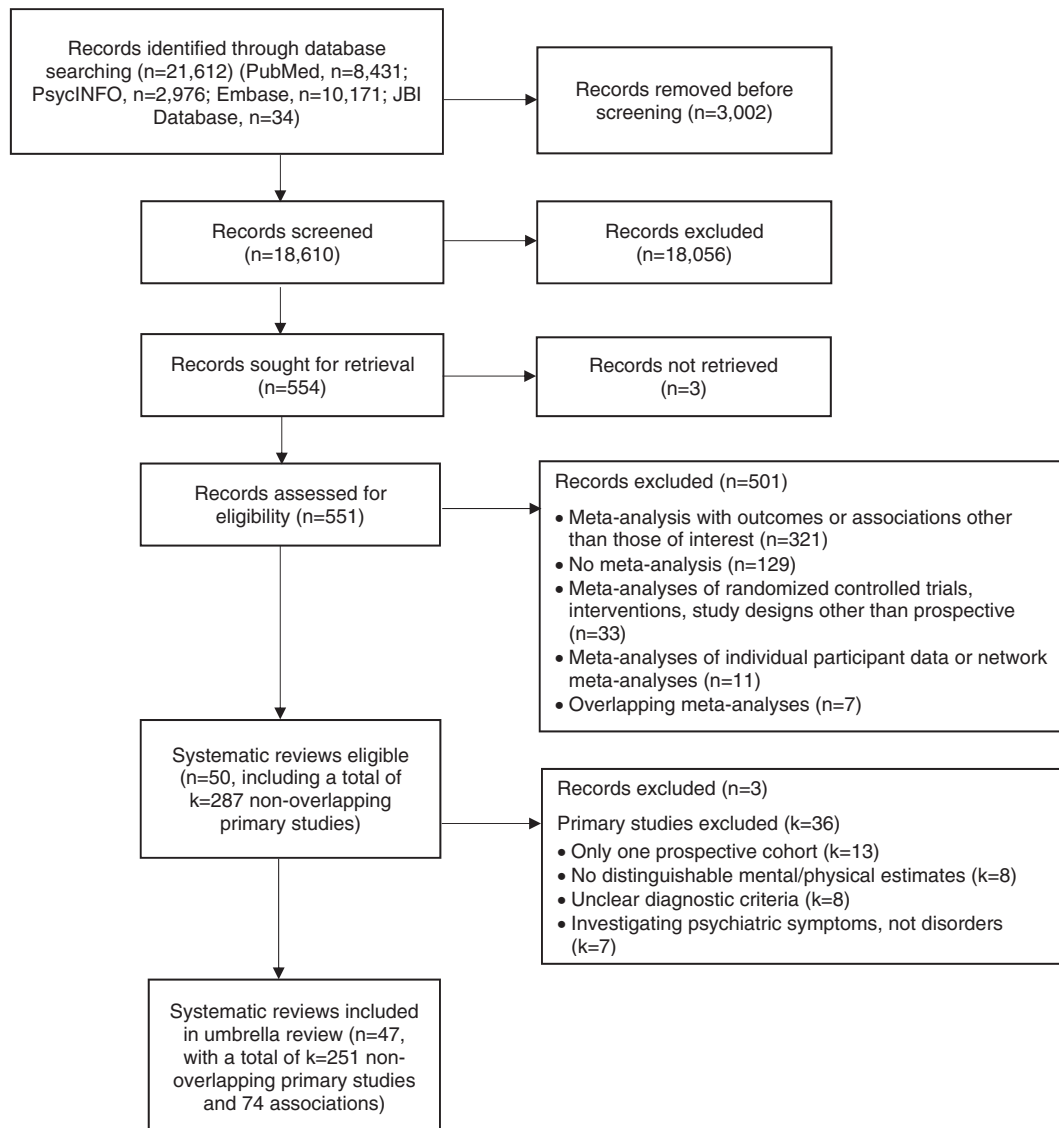 Records identified through database
searching (n=21,612) (PubMed, n=8,431;
PsycINFO, n=2,976; Embase, n=10,171; JBI
Database, n=34)
Records removed before
screening (n=3,002)
Records screened
(n=18,610)
Records excluded
(n=18,056)
Records sought for retrieval
(n=554)
Records not retrieved
(n=3)
Records assessed for
eligibility (n=551)
Records excluded (n=501)
• Meta-analysis with outcomes or associations other
than those of interest (n=321)
• No meta-analysis (n=129)
• Meta-analyses of randomized controlled trials,
interventions, study designs other than prospective
(n=33)
• Meta-analyses of individual participant data or network
meta-analyses (n=11)
• Overlapping meta-analyses (n=7)
Systematic reviews eligible
(n=50, including a total of
k=287 non-overlapping
primary studies)
Records excluded (n=3)
Primary studies excluded (k=36)
• Only one prospective cohort (k=13)
• No distinguishable mental/physical estimates (k=8)
• Unclear diagnostic criteria (k=8)
• Investigating psychiatric symptoms, not disorders
(k=7)
Systematic reviews included
in umbrella review (n=47,
with a total of k=251 non-
overlapping primary studies
and 74 associations)